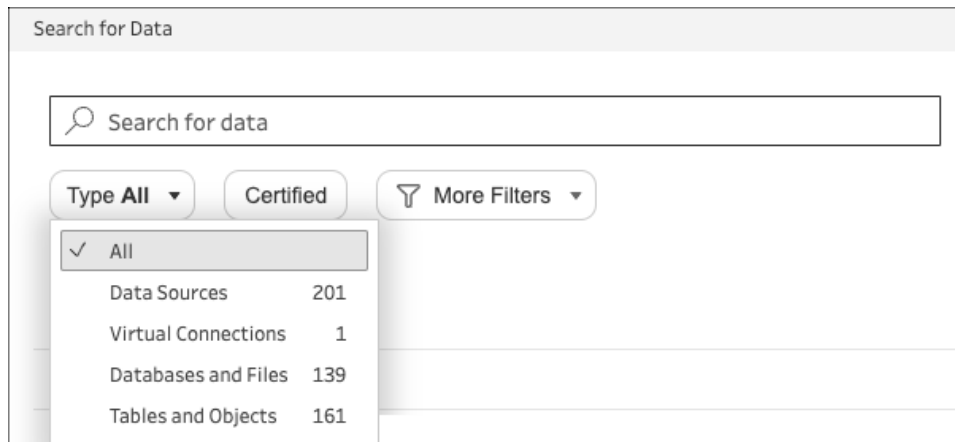 Search for Data
Search for data
Type All Certified More Filters
All
Data Sources 201
Virtual Connections 1
Databases and Files 139
Tables and Objects 161